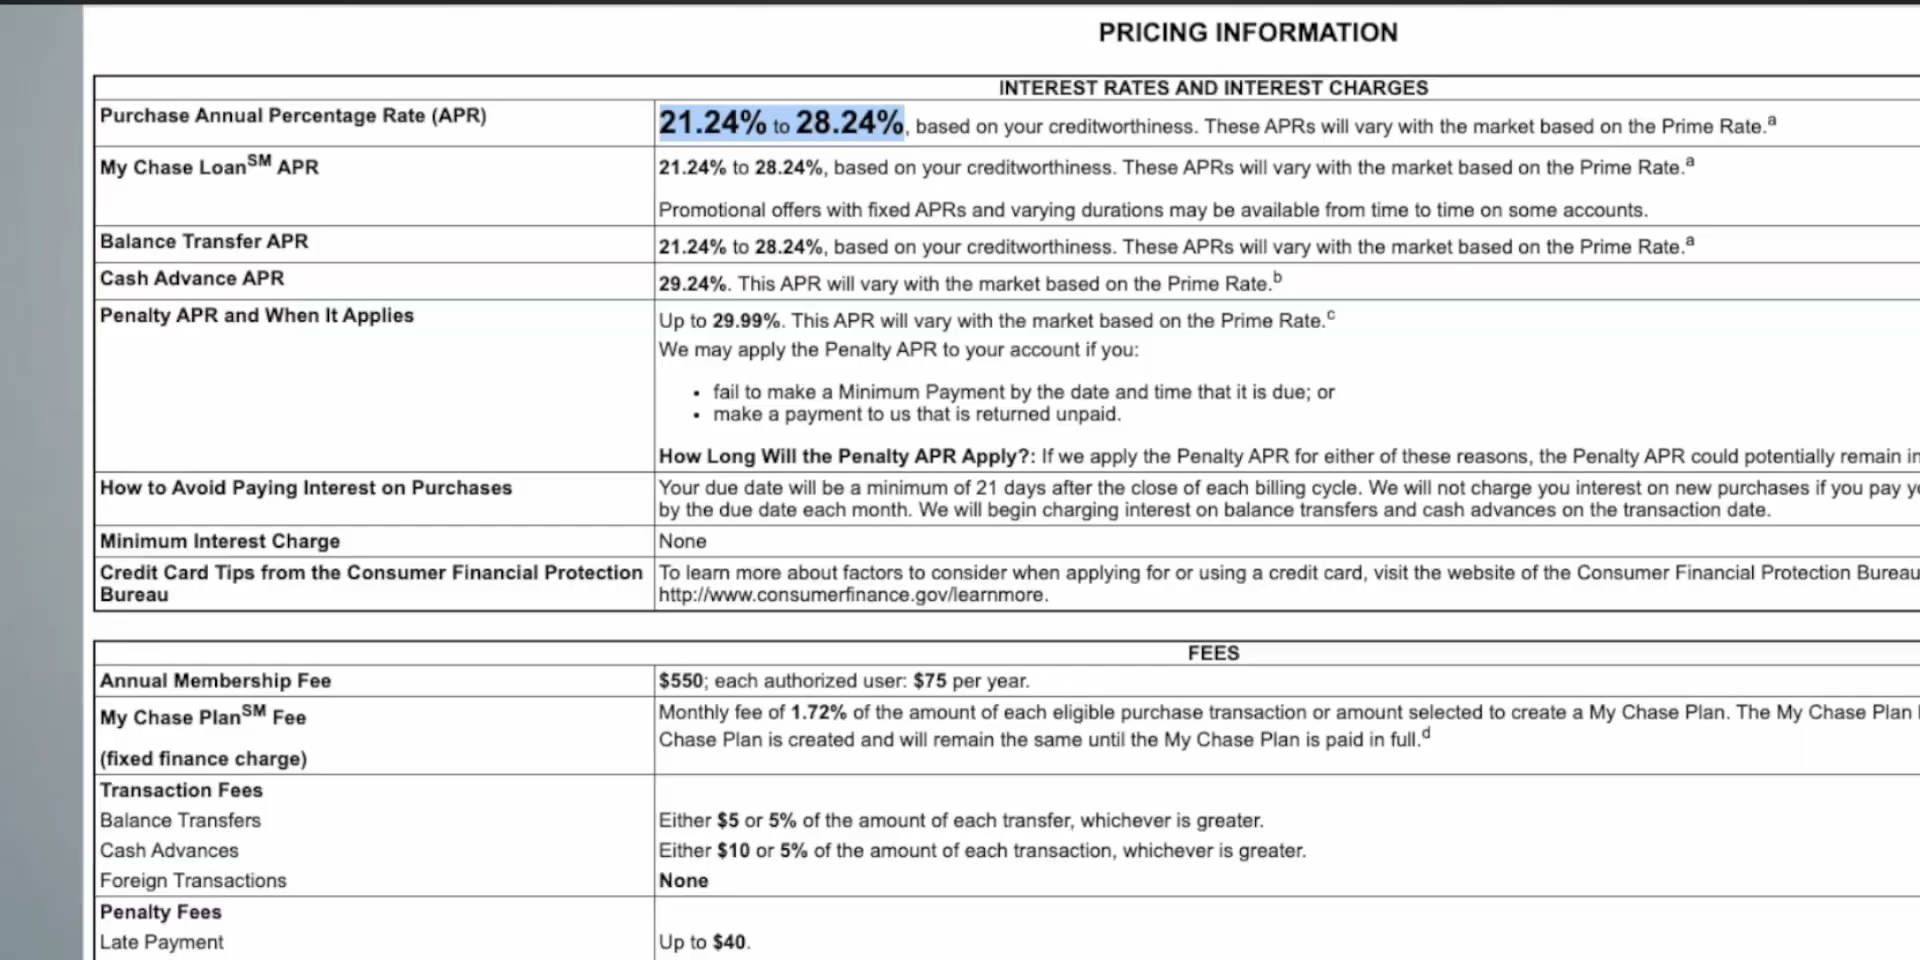 PRICING INFORMATION
INTEREST RATES AND INTEREST CHARGES
Purchase Annual Percentage Rate (APR)
21.24% to 28.24%, based on your creditworthiness. These APRs will vary with the market based on the Prime Rate.a
My Chase LoanSM APR
21.24% to 28.24%, based on your creditworthiness. These APRs will vary with the market based on the Prime Rate.a
Promotional offers with fixed APRs and varying durations may be available from time to time on some accounts.
Balance Transfer APR
21.24% to 28.24%, based on your creditworthiness. These APRs will vary with the market based on the Prime Rate.a
Cash Advance APR
29.24%. This APR will vary with the market based on the Prime Rate.b
Penalty APR and When It Applies
Up to 29.99%. This APR will vary with the market based on the Prime Rate.c
We may apply the Penalty APR to your account if you:
• fail to make a Minimum Payment by the date and time that it is due; or
• make a payment to us that is returned unpaid.
How Long Will the Penalty APR Apply?: If we apply the Penalty APR for either of these reasons, the Penalty APR could potentially remain
How to Avoid Paying Interest on Purchases
Your due date will be a minimum of 21 days after the close of each billing cycle. We will not charge you interest on new purchases if you pay
by the due date each month. We will begin charging interest on balance transfers and cash advances on the transaction date.
Minimum Interest Charge
None
Credit Card Tips from the Consumer Financial Protection
Bureau
To learn more about factors to consider when applying for or using a credit card, visit the website of the Consumer Financial Protection Bureau
http://www.consumerfinance.gov/learnmore.
FEES
Annual Membership Fee
$550; each authorized user: $75 per year.
My Chase PlanSM Fee
(fixed finance charge)
Monthly fee of 1.72% of the amount of each eligible purchase transaction or amount selected to create a My Chase Plan. The My Chase Plan
Chase Plan is created and will remain the same until the My Chase Plan is paid in full.d
Transaction Fees
Balance Transfers
Either $5 or 5% of the amount of each transfer, whichever is greater.
Cash Advances
Either $10 or 5% of the amount of each transaction, whichever is greater.
Foreign Transactions
None
Penalty Fees
Late Payment
Up to $40.